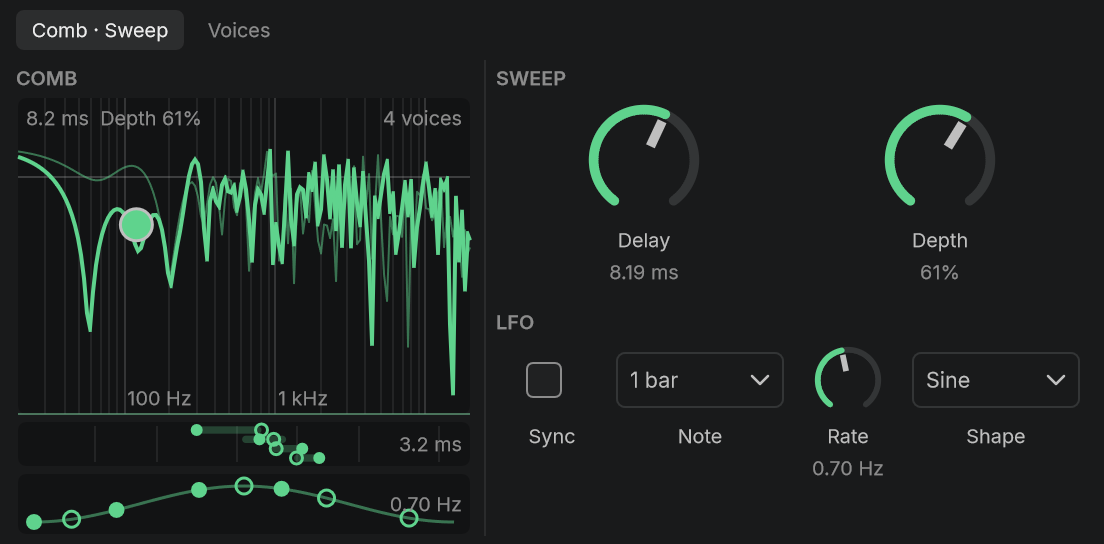 Comb · Sweep
Voices
COMB
8.2 ms Depth 61%
4 voices
100 Hz
1 kHz
3.2 ms
0.70 Hz
SWEEP
Delay
8.19 ms
Depth
61%
LFO
1 bar
Sine
Sync
Note
Rate
Shape
0.70 Hz